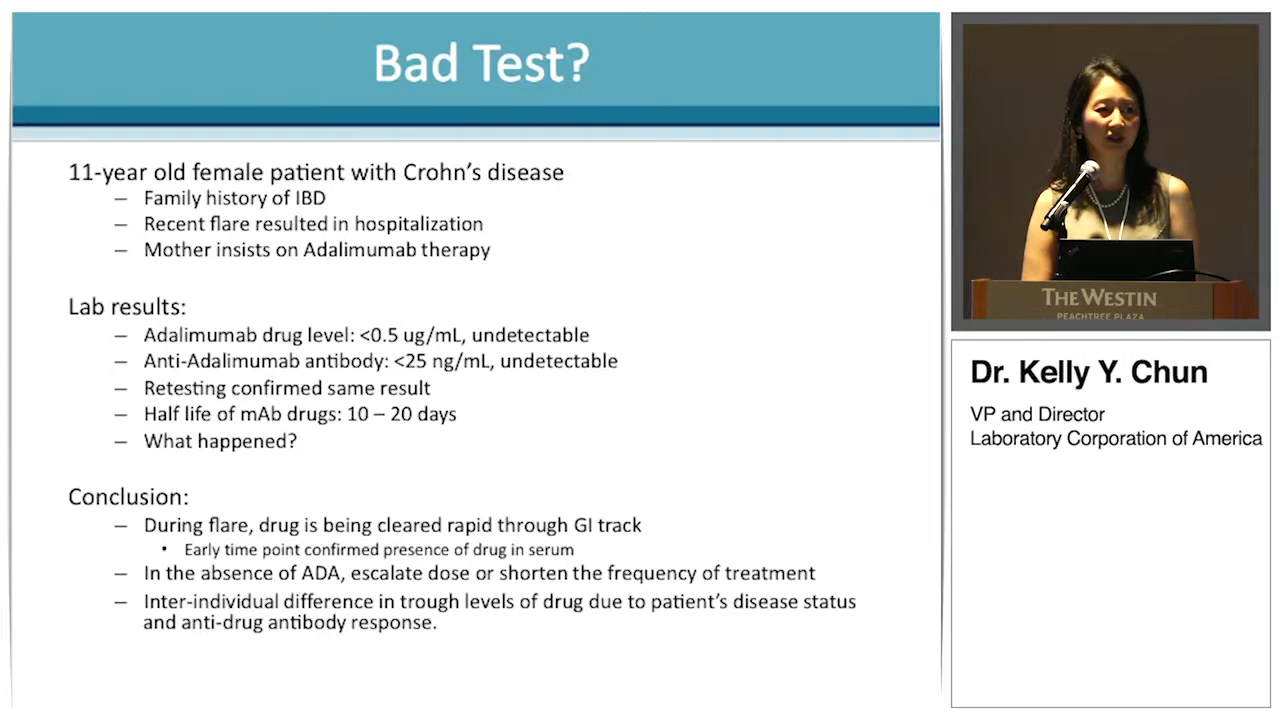 Bad Test?
11-year old female patient with Crohn's disease
– Family history of IBD
– Recent flare resulted in hospitalization
– Mother insists on Adalimumab therapy
Lab results:
– Adalimumab drug level: <0.5 ug/mL, undetectable
– Anti-Adalimumab antibody: <25 ng/mL, undetectable
– Retesting confirmed same result
– Half life of mAb drugs: 10 – 20 days
– What happened?
Conclusion:
– During flare, drug is being cleared rapid through GI track
• Early time point confirmed presence of drug in serum
– In the absence of ADA, escalate dose or shorten the frequency of treatment
– Inter-individual difference in trough levels of drug due to patient's disease status
and anti-drug antibody response.
THE WESTIN
PEACHTREE PLAZA
Dr. Kelly Y. Chun
VP and Director
Laboratory Corporation of America